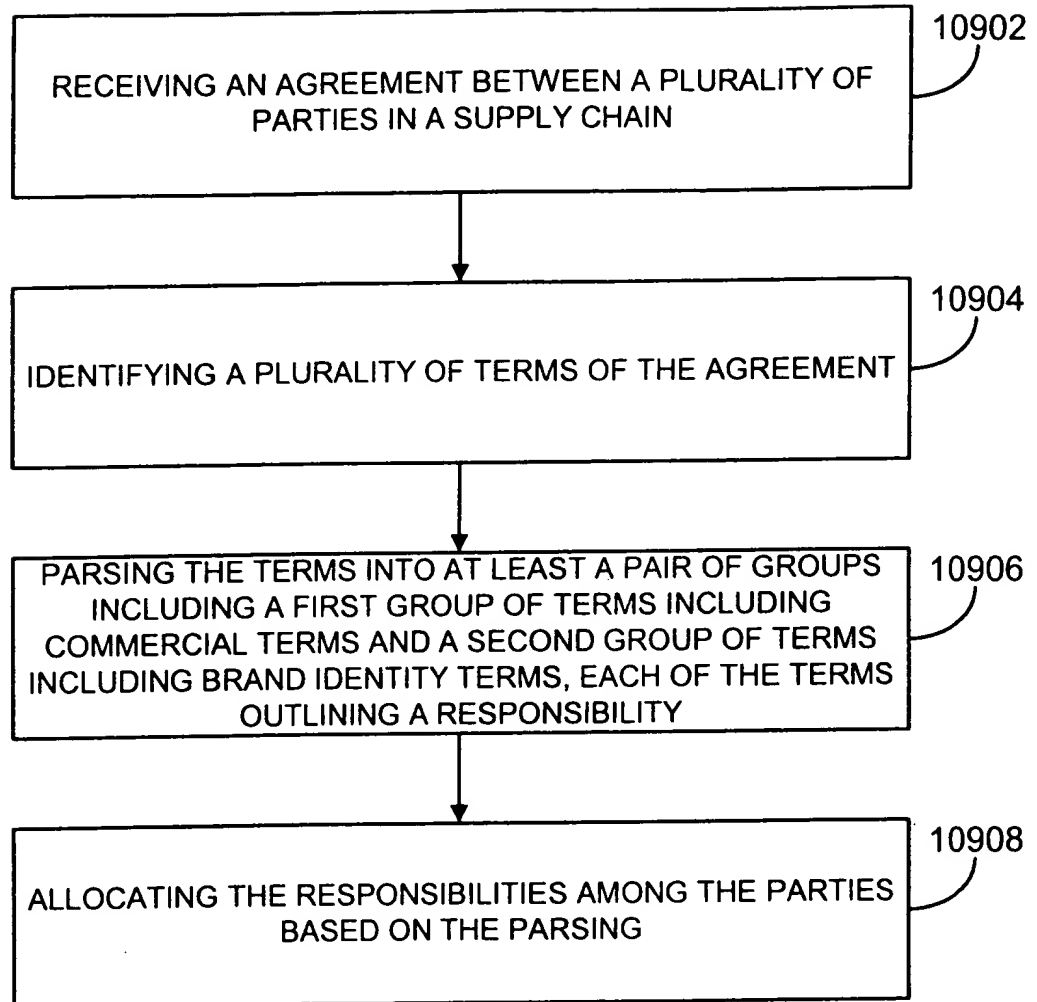 10902
RECEIVING AN AGREEMENT BETWEEN A PLURALITY OF
PARTIES IN A SUPPLY CHAIN
10904
IDENTIFYING A PLURALITY OF TERMS OF THE AGREEMENT
10906
PARSING THE TERMS INTO AT LEAST A PAIR OF GROUPS
INCLUDING A FIRST GROUP OF TERMS INCLUDING
COMMERCIAL TERMS AND A SECOND GROUP OF TERMS
INCLUDING BRAND IDENTITY TERMS, EACH OF THE TERMS
OUTLINING A RESPONSIBILITY
10908
ALLOCATING THE RESPONSIBILITIES AMONG THE PARTIES
BASED ON THE PARSING